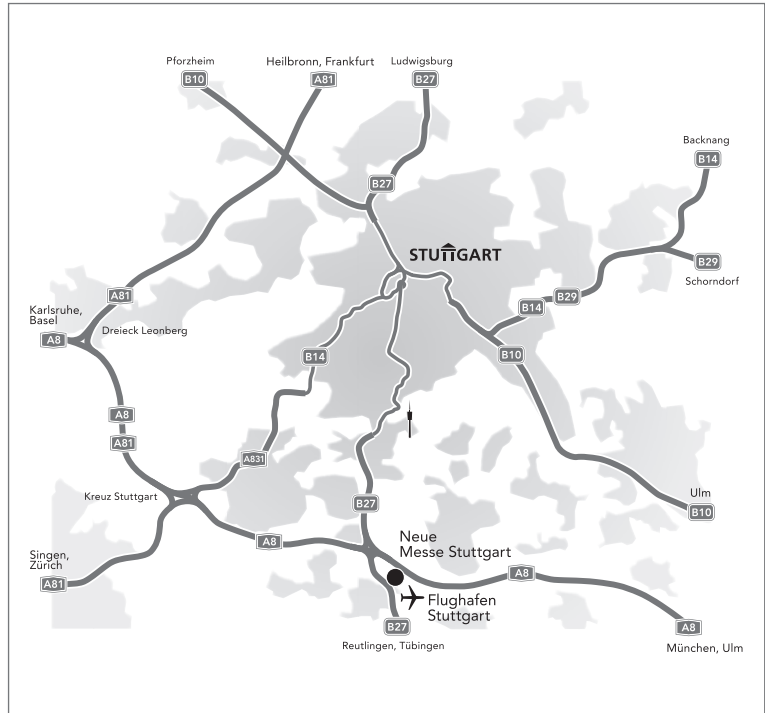 Pforzheim
B10
Heilbronn, Frankfurt
A81
Ludwigsburg
B27
Backnang
B14
B27
STUTTGART
B29
Schorndorf
A81
B14
B29
Karlsruhe,
Basel
A8
Dreieck Leonberg
B14
B10
A8
A81
A831
Kreuz Stuttgart
B27
Ulm
B10
A8
Neue
Messe Stuttgart
Singen,
Zürich
A81
A8
Flughafen
Stuttgart
B27
Reutlingen, Tübingen
A8
München, Ulm